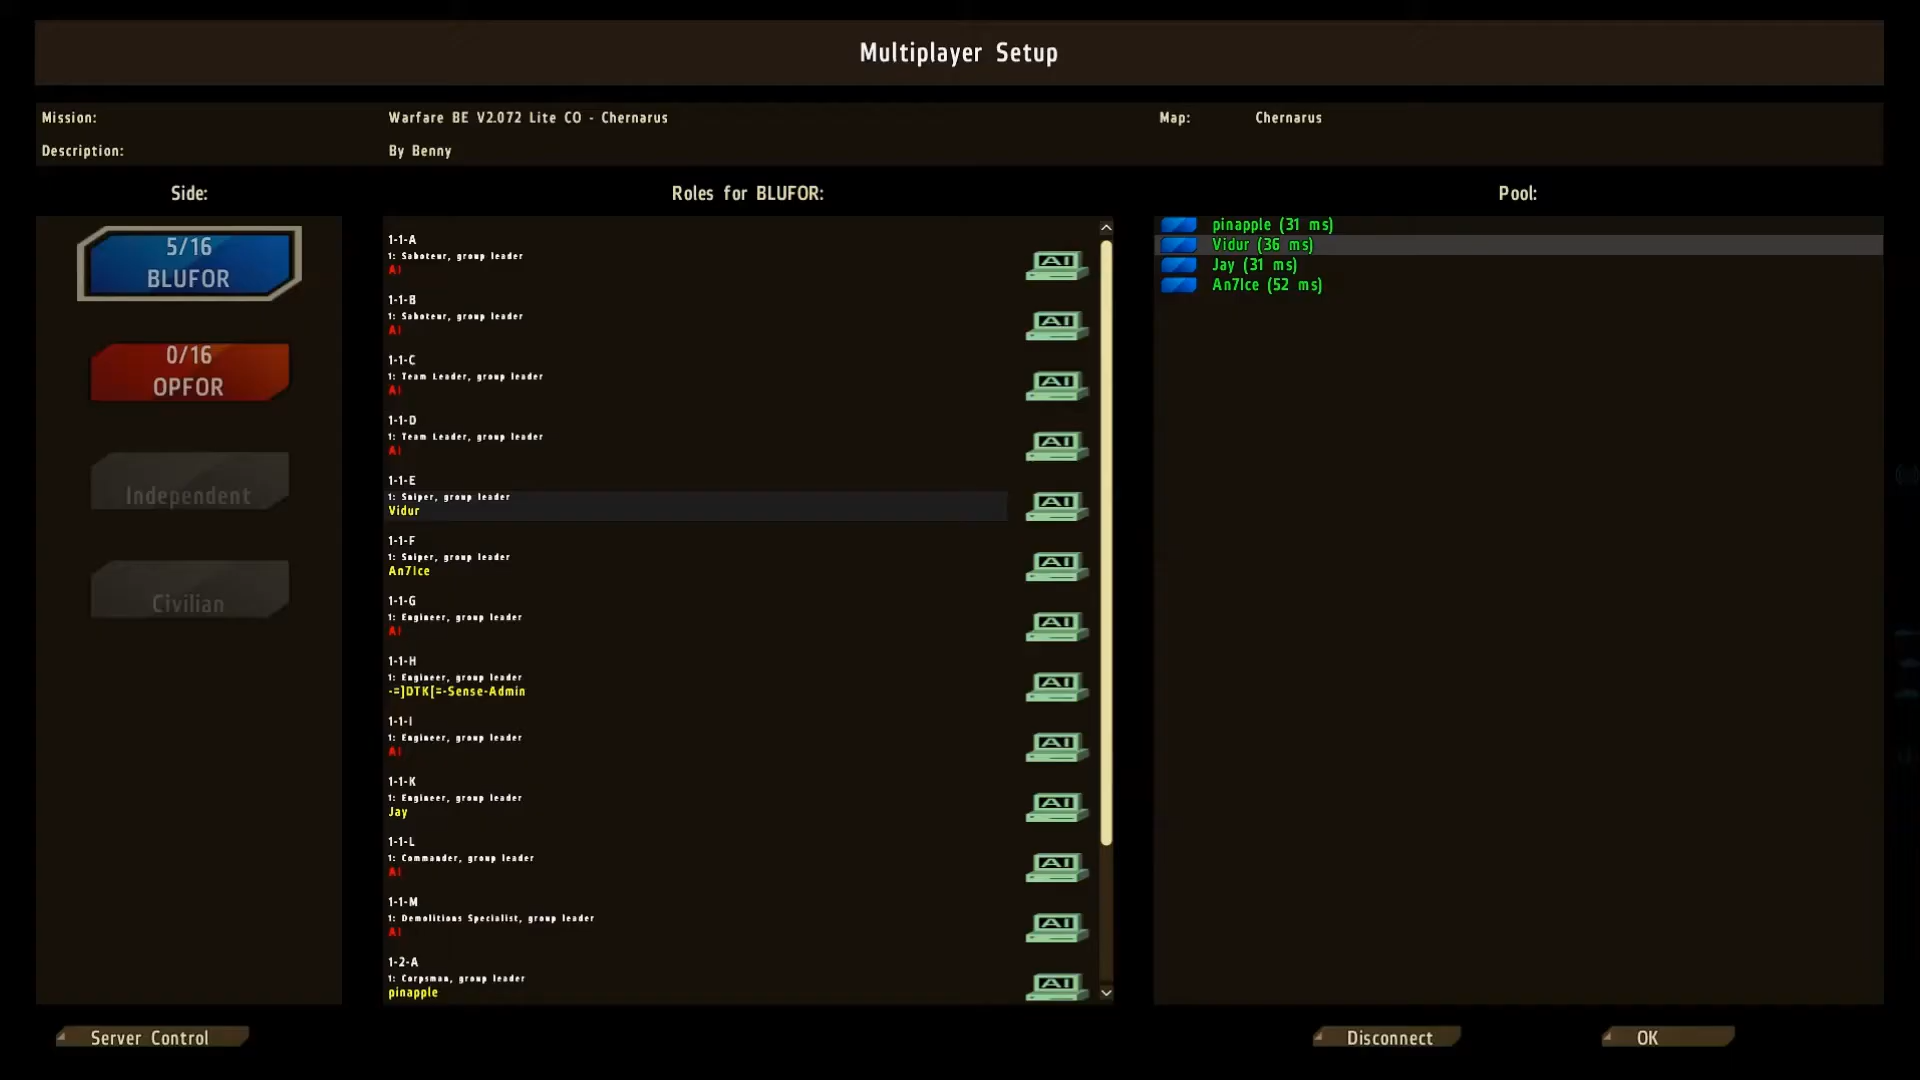 Multiplayer Setup
Mission: Warfare BE V2.072 Lite CO - Chernarus Map: Chernarus
Description: By Benny
Side: Roles for BLUFOR: Pool:
5/16
BLUFOR
0/16
OPFOR
Independent
Civilian
1-1-A
1: Saboteur, group leader
AI
AI
1-1-B
1: Saboteur, group leader
AI
AI
1-1-C
1: Team Leader, group leader
AI
AI
1-1-D
1: Team Leader, group leader
AI
AI
1-1-E
1: Sniper, group leader
Vidur
AI
1-1-F
1: Sniper, group leader
An7Ice
AI
1-1-G
1: Engineer, group leader
AI
AI
1-1-H
1: Engineer, group leader
-=]DTK[=-Sense-Admin
AI
1-1-I
1: Engineer, group leader
AI
AI
1-1-K
1: Engineer, group leader
Jay
AI
1-1-L
1: Commander, group leader
AI
AI
1-1-M
1: Demolitions Specialist, group leader
AI
AI
1-2-A
1: Corpsman, group leader
pinapple
AI
pinapple (31 ms)
Vidur (36 ms)
Jay (31 ms)
An7Ice (52 ms)
Server Control
Disconnect
OK